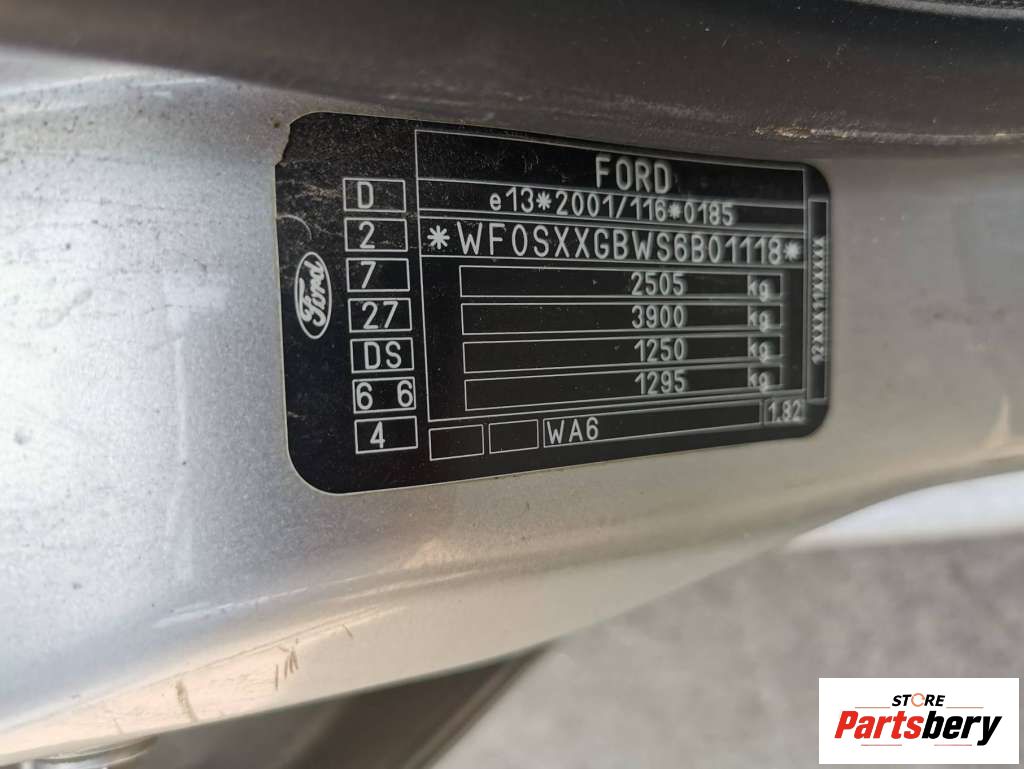 FORD
e13*2001/116*0185
*WF0SXXGBWS6B01118*
2505 kg
3900 kg
1250 kg
1295 kg
WA6
1.82
D
2
7
27
DS
6 6
4
Ford
STORE
Partsbery